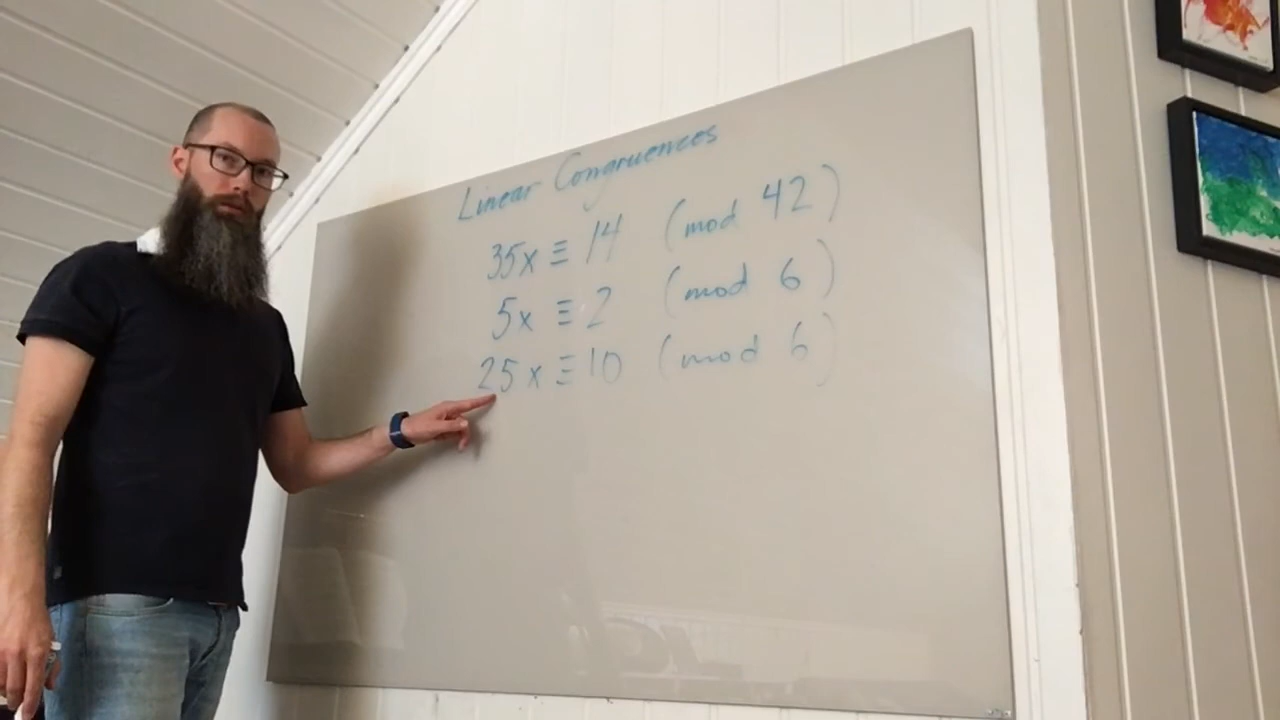 Linear Congruences
35x ≡ 14 (mod 42)
5x ≡ 2 (mod 6)
25x ≡ 10 (mod 6)